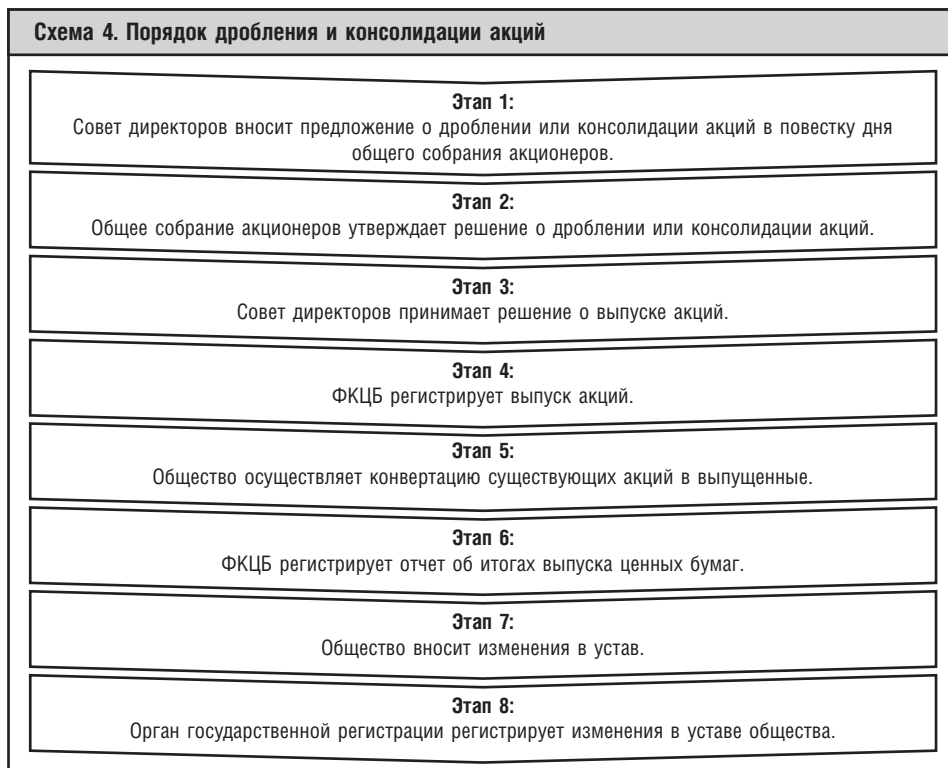 Схема 4. Порядок дробления и консолидации акций
Этап 1:
Совет директоров вносит предложение о дроблении или консолидации акций в повестку дня
общего собрания акционеров.
Этап 2:
Общее собрание акционеров утверждает решение о дроблении или консолидации акций.
Этап 3:
Совет директоров принимает решение о выпуске акций.
Этап 4:
ФКЦБ регистрирует выпуск акций.
Этап 5:
Общество осуществляет конвертацию существующих акций в выпущенные.
Этап 6:
ФКЦБ регистрирует отчет об итогах выпуска ценных бумаг.
Этап 7:
Общество вносит изменения в устав.
Этап 8:
Орган государственной регистрации регистрирует изменения в уставе общества.